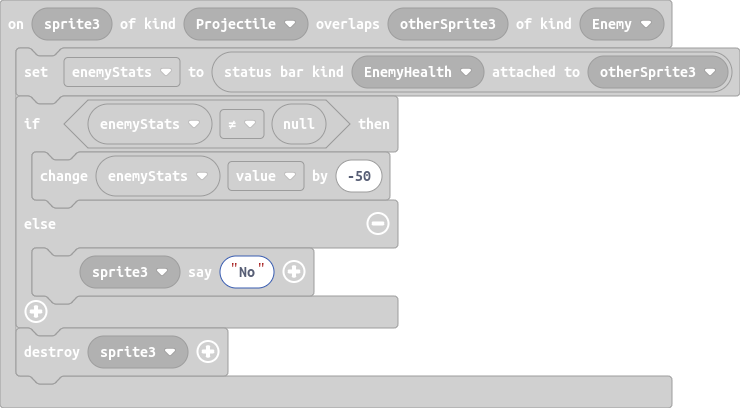 on sprite3 of kind Projectile overlaps otherSprite3 of kind Enemy
set enemyStats to status bar kind EnemyHealth attached to otherSprite3
if enemyStats ≠ null then
change enemyStats value by -50
else
sprite3 say "No"
destroy sprite3